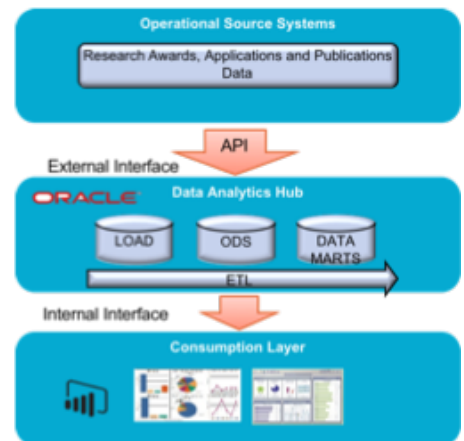 Operational Source Systems
Research Awards, Applications and Publications
Data
API
External Interface
ORACLE
Data Analytics Hub
LOAD
ODS
DATA
MARTS
ETL
Internal Interface
Consumption Layer